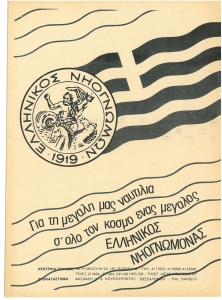 ΕΛΛΗΝΙΚΟΣ ΝΗΟΓΝΩΜΩΝ
1919
Για τη μεγάλη μας ναυτιλία
σ' όλο τον κόσμο ένας μεγάλος
ΕΛΛΗΝΙΚΟΣ
ΝΗΟΓΝΩΜΟΝΑΣ